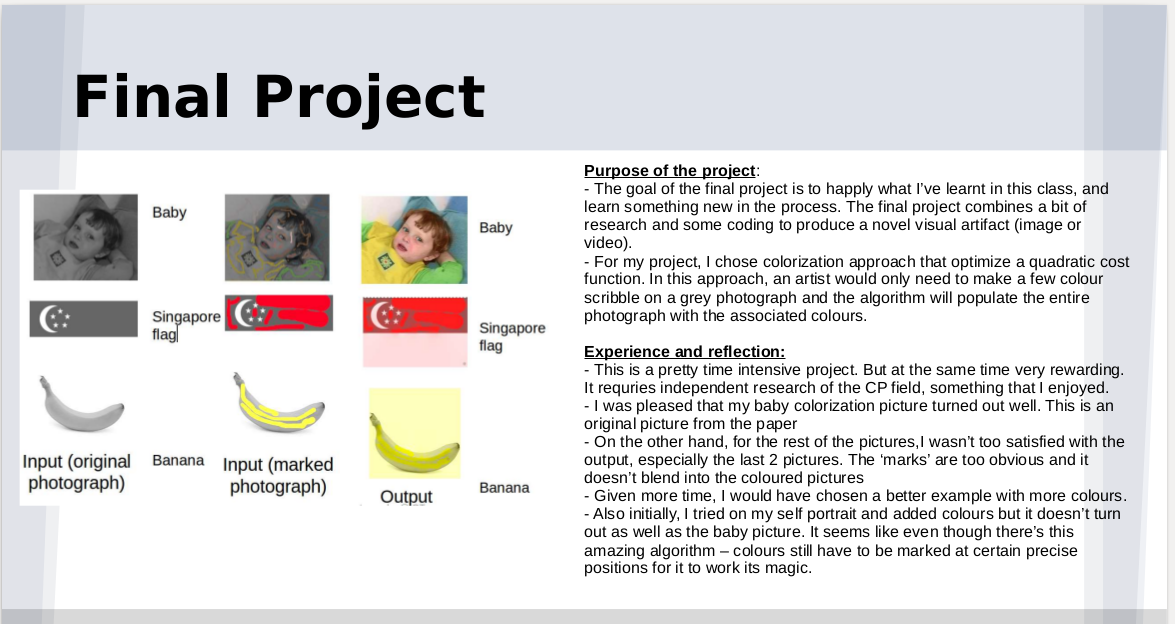 Final Project
Baby
Baby
Singapore
flag
Singapore
flag
Input (original
photograph)
Banana
Input (marked
photograph)
Output
Banana
Purpose of the project:
- The goal of the final project is to happly what I've learnt in this class, and
learn something new in the process. The final project combines a bit of
research and some coding to produce a novel visual artifact (image or
video).
- For my project, I chose colorization approach that optimize a quadratic cost
function. In this approach, an artist would only need to make a few colour
scribble on a grey photograph and the algorithm will populate the entire
photograph with the associated colours.
Experience and reflection:
- This is a pretty time intensive project. But at the same time very rewarding.
It requries independent research of the CP field, something that I enjoyed.
- I was pleased that my baby colorization picture turned out well. This is an
original picture from the paper
- On the other hand, for the rest of the pictures,I wasn't too satisfied with the
output, especially the last 2 pictures. The ‘marks’ are too obvious and it
doesn't blend into the coloured pictures
- Given more time, I would have chosen a better example with more colours.
- Also initially, I tried on my self portrait and added colours but it doesn't turn
out as well as the baby picture. It seems like even though there's this
amazing algorithm – colours still have to be marked at certain precise
positions for it to work its magic.